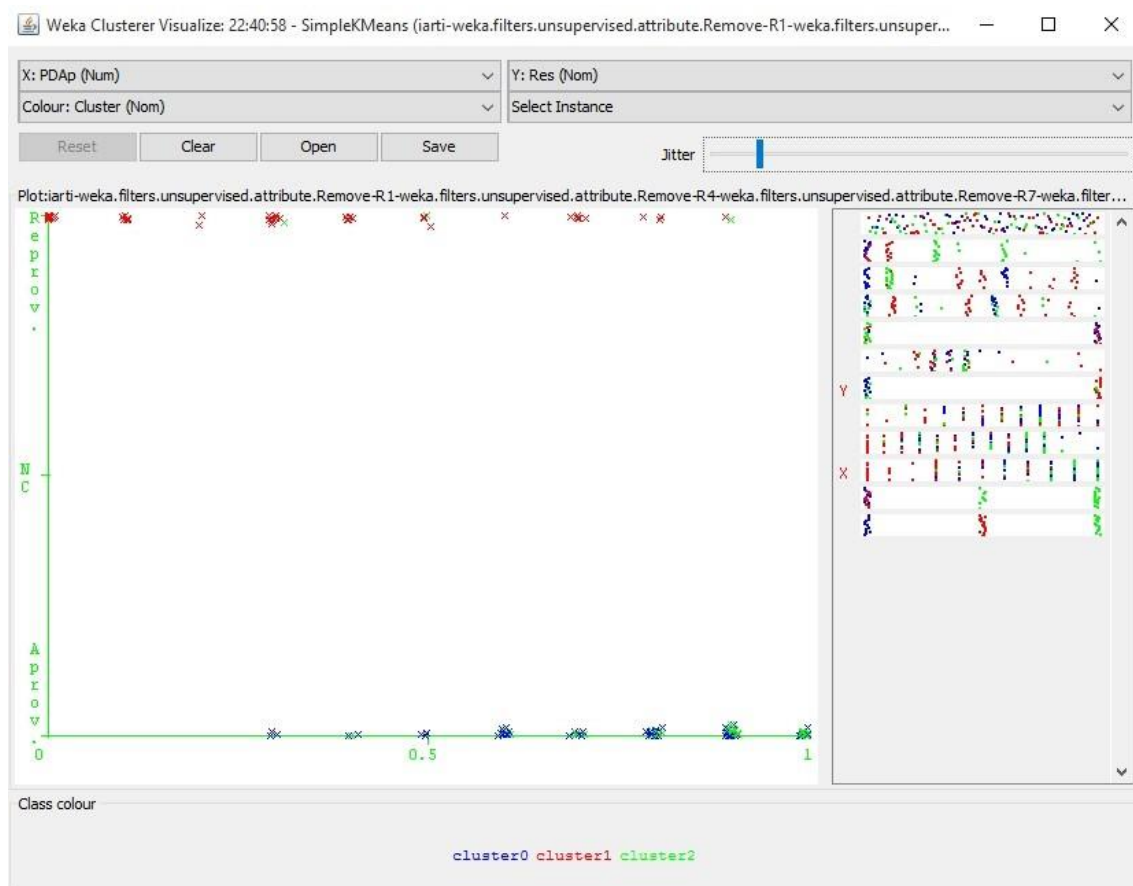 Weka Clusterer Visualize: 22:40:58 - SimpleKMeans (iarti-weka.filters.unsupervised.attribute.Remove-R1-weka.filters.unsuper...
X: PDAp (Num)
Y: Res (Nom)
Colour: Cluster (Nom)
Select Instance
Reset
Clear
Open
Save
Jitter
Plot:iarti-weka.filters.unsupervised.attribute.Remove-R1-weka.filters.unsupervised.attribute.Remove-R4-weka.filters.unsupervised.attribute.Remove-R7-weka.filter...
Reprov.
NC
Aprov.
0
0.5
1
Y
X
Class colour
cluster0 cluster1 cluster2